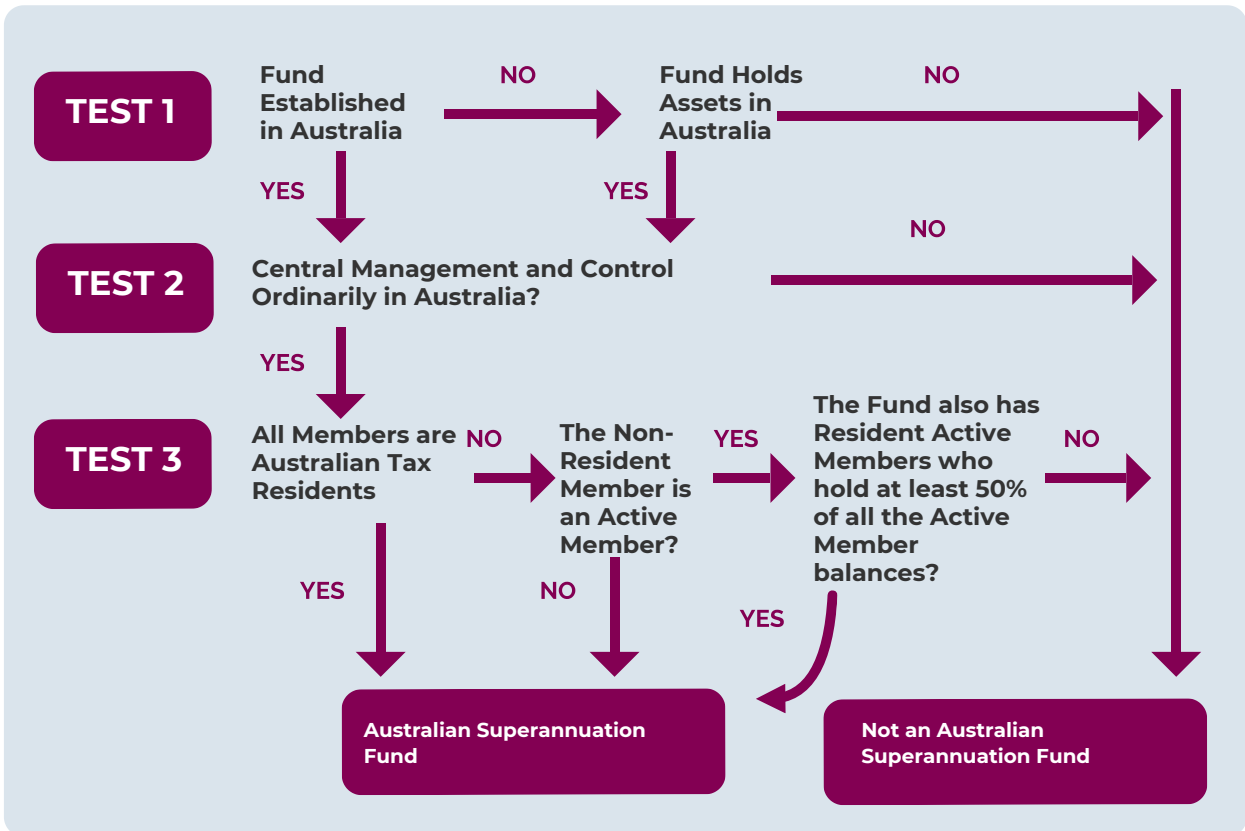 TEST 1
Fund
Established
in Australia
NO
Fund Holds
Assets in
Australia
NO
YES
YES
TEST 2
Central Management and Control
Ordinarily in Australia?
NO
YES
TEST 3
All Members are
Australian Tax
Residents
NO
The Non-
Resident
Member is
an Active
Member?
YES
The Fund also has
Resident Active
Members who
hold at least 50%
of all the Active
Member
balances?
NO
YES
NO
YES
Australian Superannuation
Fund
Not an Australian
Superannuation Fund